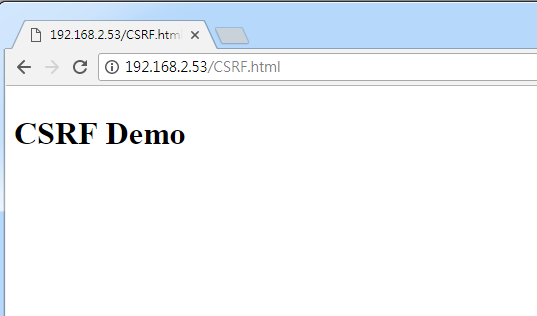 192.168.2.53/CSRF.htm
192.168.2.53/CSRF.html
CSRF Demo